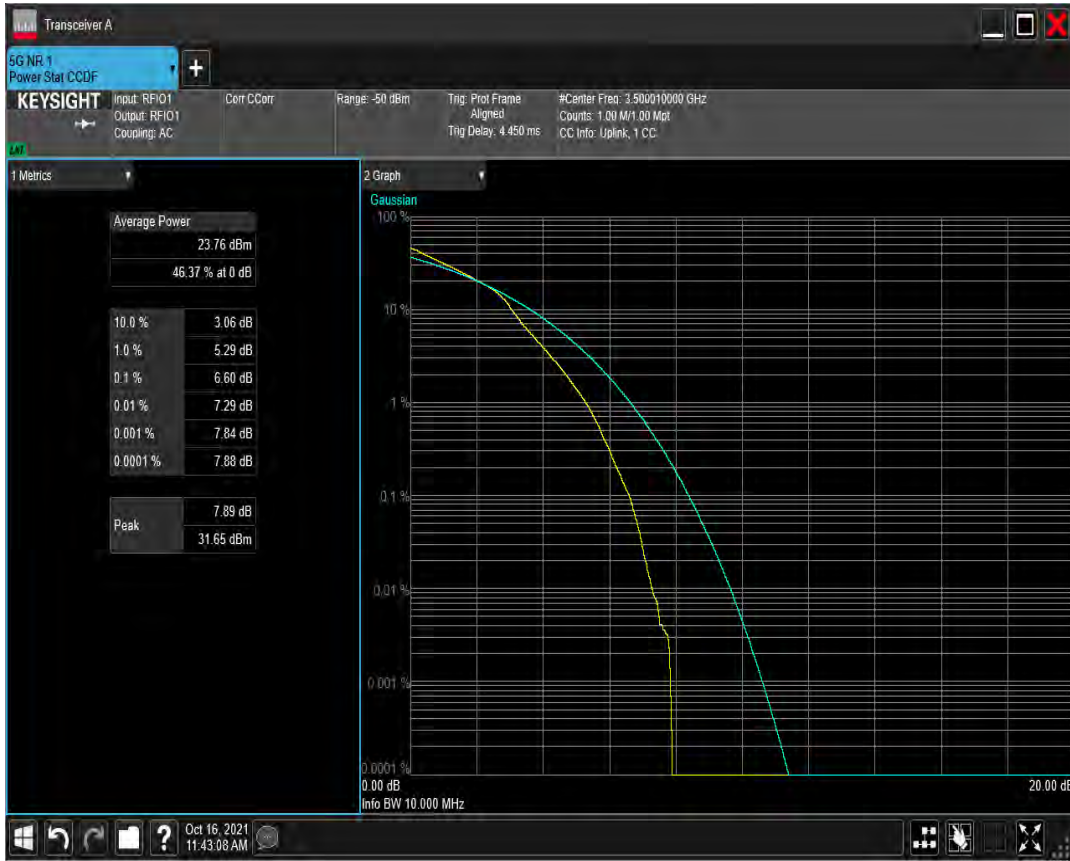 Transceiver A
5G NR 1
Power Stat CCDF
+
KEYSIGHT
Input: RFIO1
Output: RFIO1
Coupling: AC
Corr CCorr
Range: -50 dBm
Trig: Prot Frame
Aligned
Trig Delay: 4.450 ms
#Center Freq: 3.500010000 GHz
Counts: 1.00 M/1.00 Mpt
CC Info: Uplink, 1 CC
LNT
1 Metrics
Average Power
23.76 dBm
46.37 % at 0 dB
10.0 % 3.06 dB
1.0 % 5.29 dB
0.1 % 6.60 dB
0.01 % 7.29 dB
0.001 % 7.84 dB
0.0001 % 7.88 dB
Peak 7.89 dB
31.65 dBm
2 Graph
Gaussian
100 %
10 %
1 %
0.1 %
0.01 %
0.001 %
0.0001 %
0.00 dB 20.00 dB
Info BW 10.000 MHz
?
Oct 16, 2021
11:43:08 AM